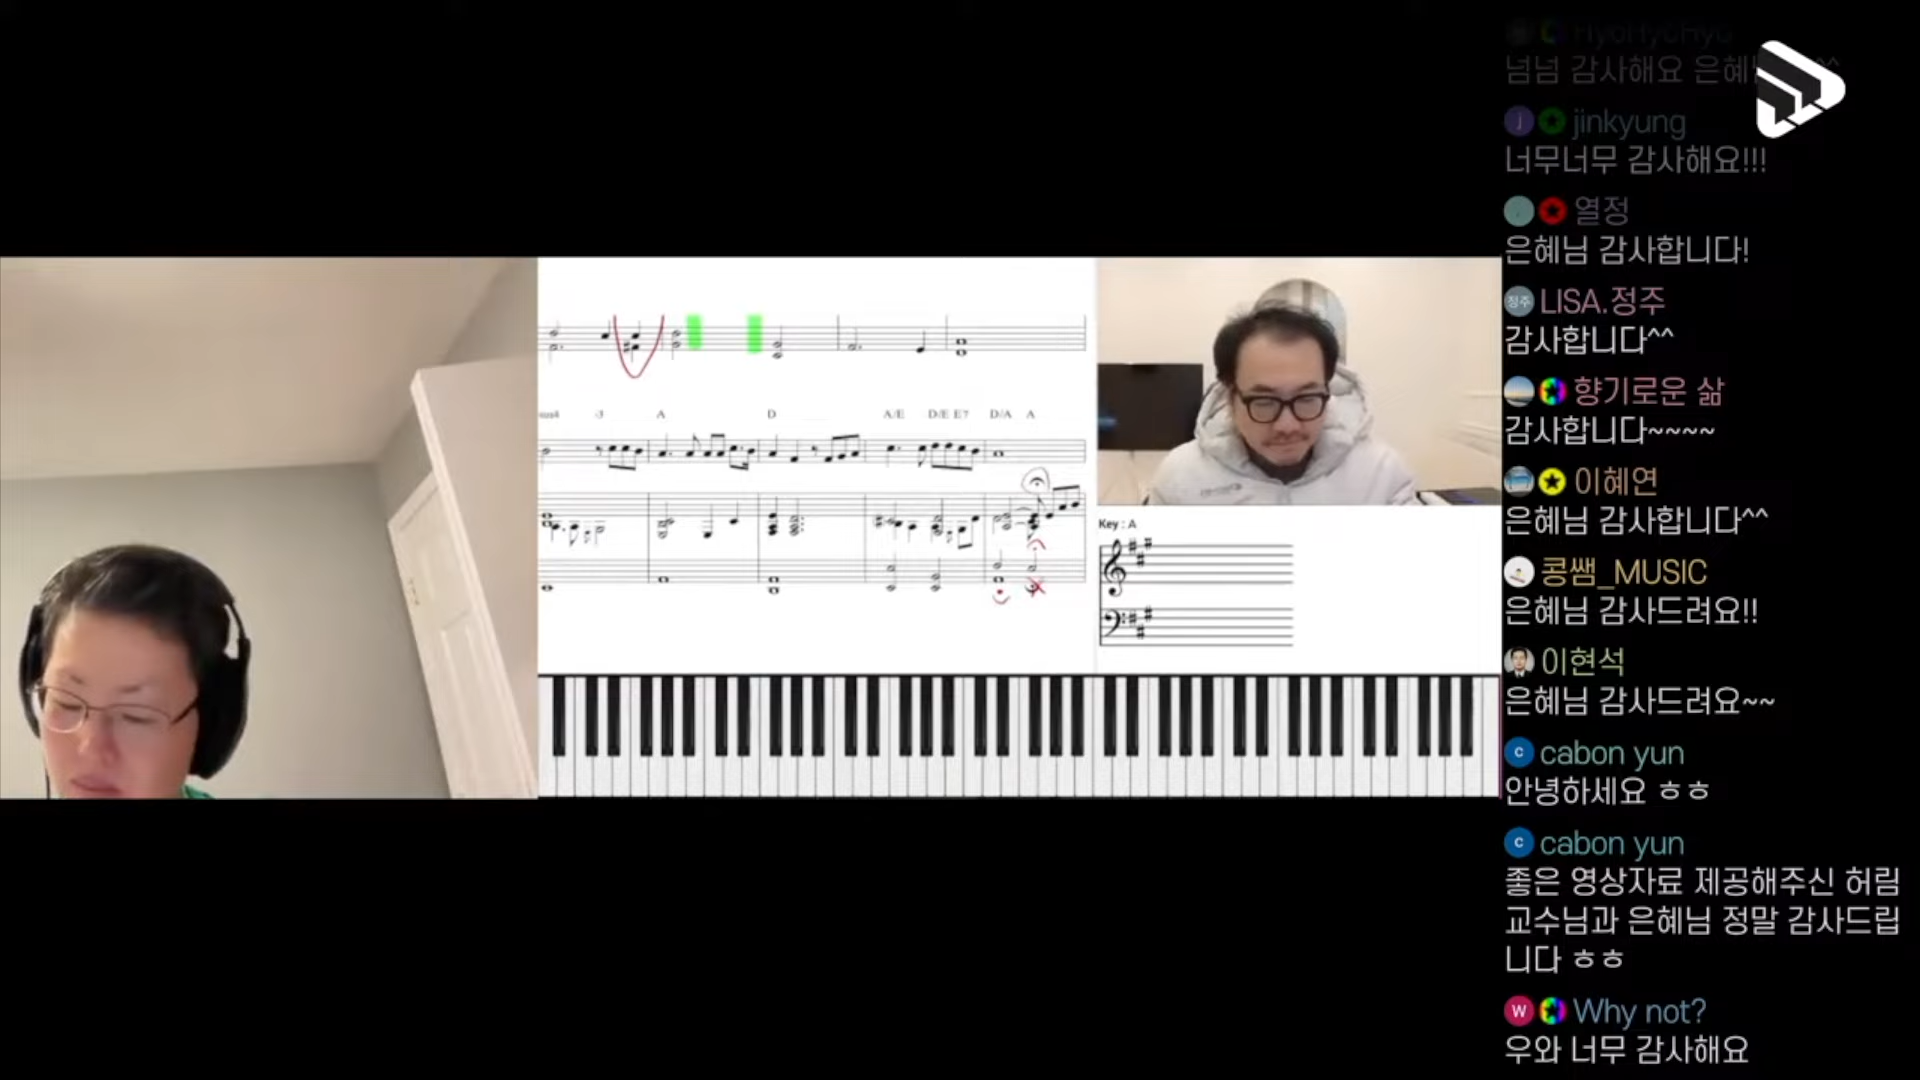 D
A/E
D/E E7
D/A
A
A
Key : A
넘넘 감사해요
jinkyung
너무너무 감사해요!!!
열정
은혜님 감사합니다!
정주 LISA.정주
감사합니다^^
향기로운 삶
감사합니다~~~~
이혜연
은혜님 감사합니다^^
콩쌤_MUSIC
은혜님 감사드려요!!
이현석
은혜님 감사드려요~~
c cabon yun
안녕하세요 ㅎㅎ
c cabon yun
좋은 영상자료 제공해주신 허림
교수님과 은혜님 정말 감사드립
니다 ㅎㅎ
W Why not?
우와 너무 감사해요